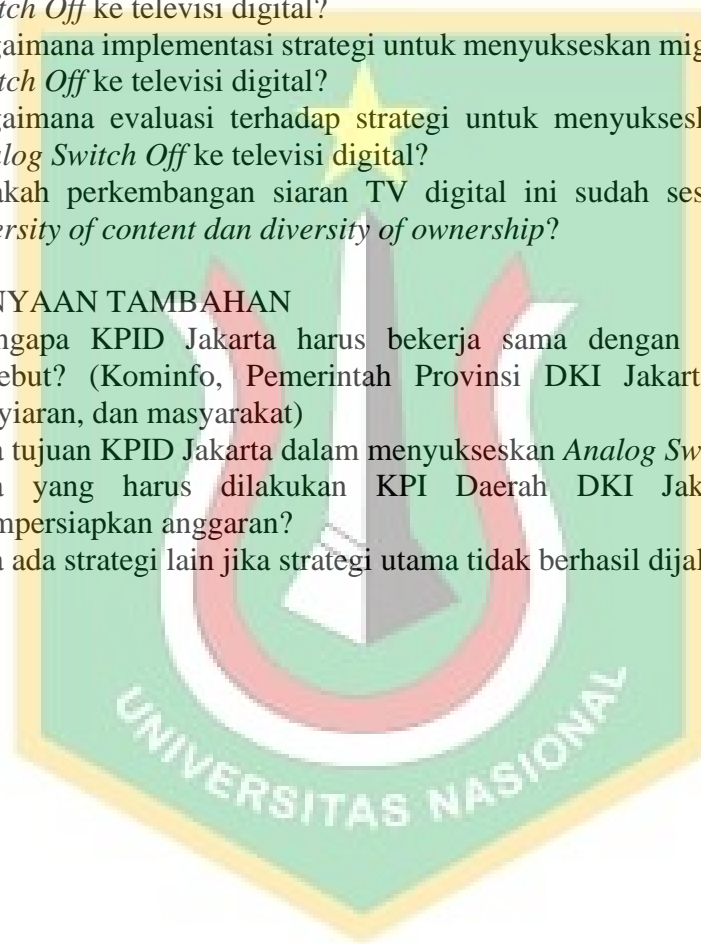 tch Off ke televisi digital?
gaimana implementasi strategi untuk menyukseskan mig
tch Off ke televisi digital?
gaimana evaluasi terhadap strategi untuk menyuksesk
alog Switch Off ke televisi digital?
akah perkembangan siaran TV digital ini sudah ses
ersity of content dan diversity of ownership?
NYAAN TAMBAHAN
ngapa KPID Jakarta harus bekerja sama dengan
ebut? (Kominfo, Pemerintah Provinsi DKI Jakart
yiaran, dan masyarakat)
a tujuan KPID Jakarta dalam menyukseskan Analog Sw
a yang harus dilakukan KPI Daerah DKI Jak
mpersiapkan anggaran?
a ada strategi lain jika strategi utama tidak berhasil dijal
UNIVERSITAS NASIONAL